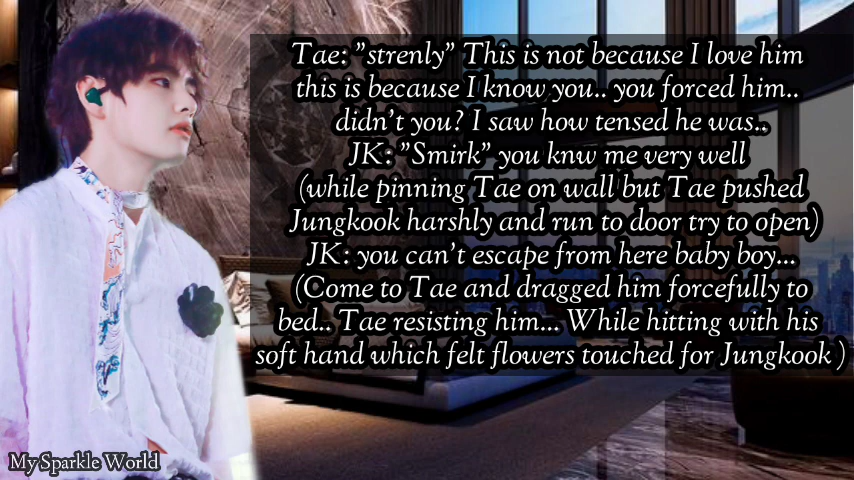 Tae: "strenly" This is not because I love him
this is because I know you.. you forced him..
didn't you? I saw how tensed he was..
JK: "Smirk" you knw me very well
(while pinning Tae on wall but Tae pushed
Jungkook harshly and run to door try to open)
JK: you can't escape from here baby boy...
(Come to Tae and dragged him forcefully to
bed.. Tae resisting him... While hitting with his
soft hand which felt flowers touched for Jungkook )
My Sparkle World